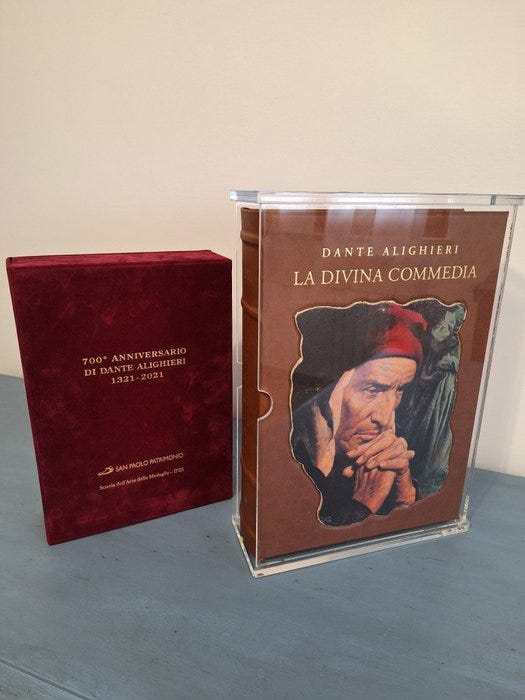 700° ANNIVERSARIO
DI DANTE ALIGHIERI
1321 - 2021
SAN PAOLO PATRIMONIO
Scuola dell'Arte della Medaglia – IPZS
DANTE ALIGHIERI
LA DIVINA COMMEDIA